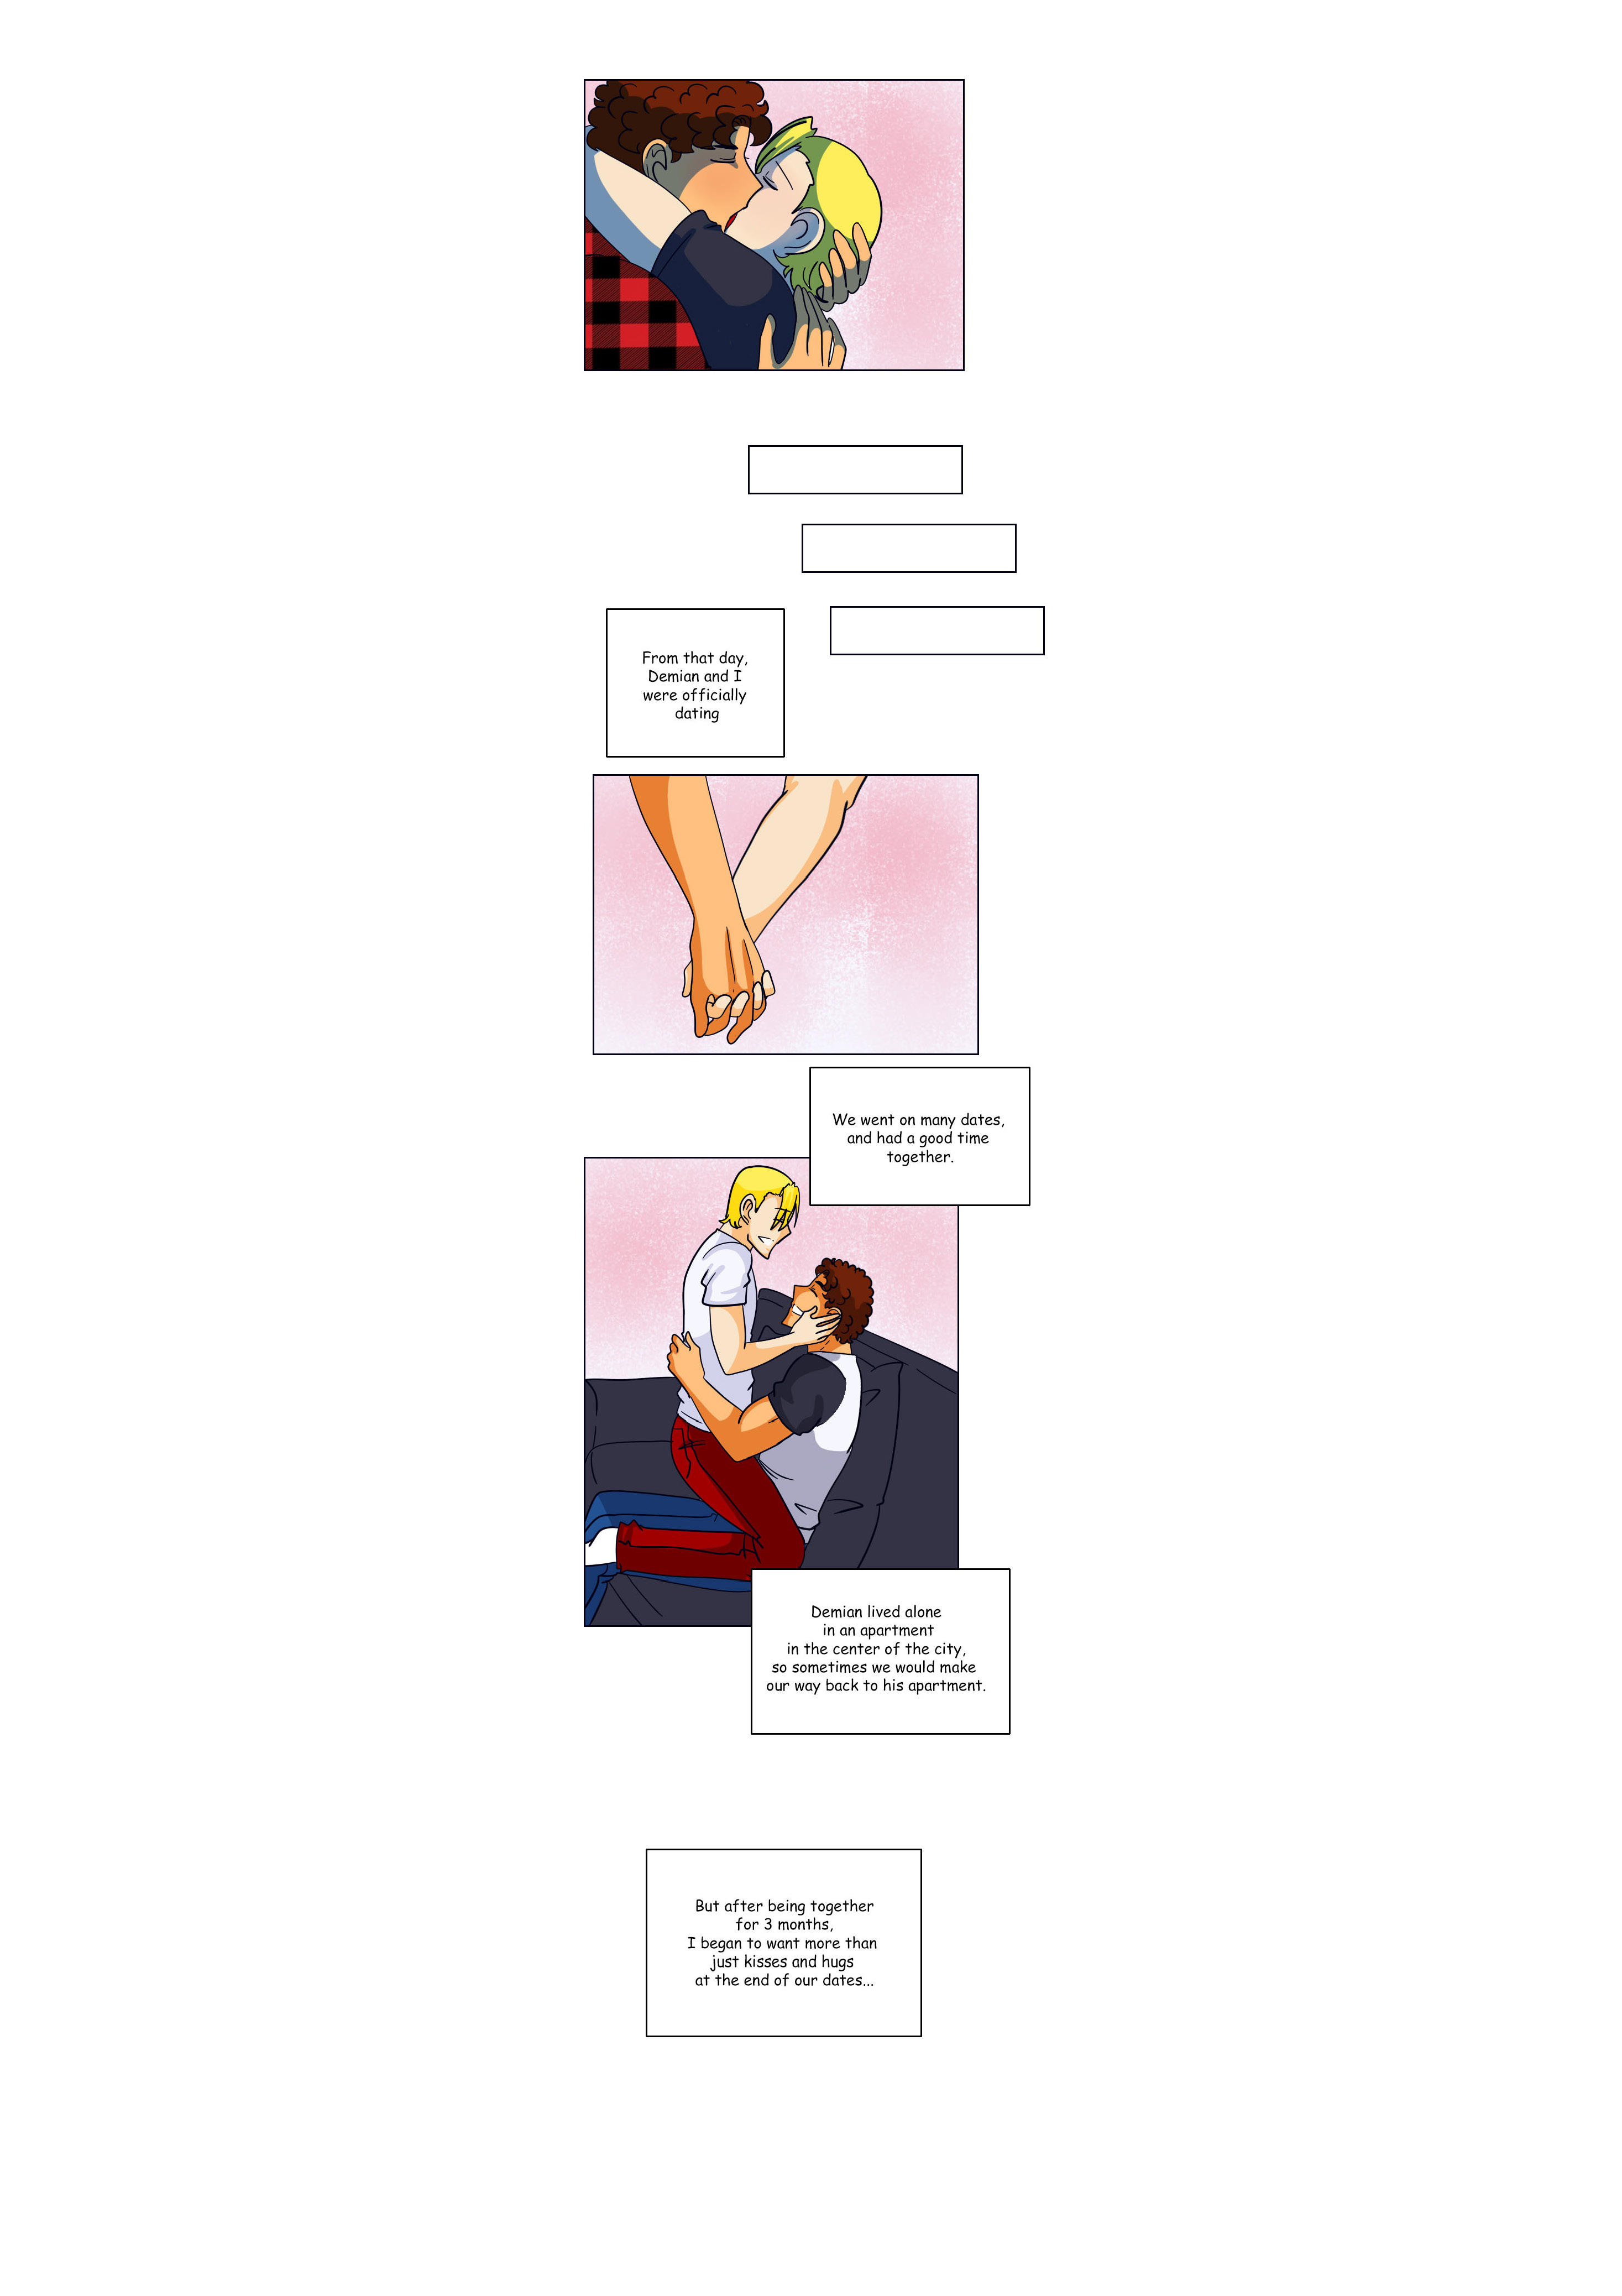 From that day,
Demian and I
were officially
dating
We went on many dates,
and had a good time
together.
Demian lived alone
in an apartment
in the center of the city,
so sometimes we would make
our way back to his apartment.
But after being together
for 3 months,
I began to want more than
just kisses and hugs
at the end of our dates...